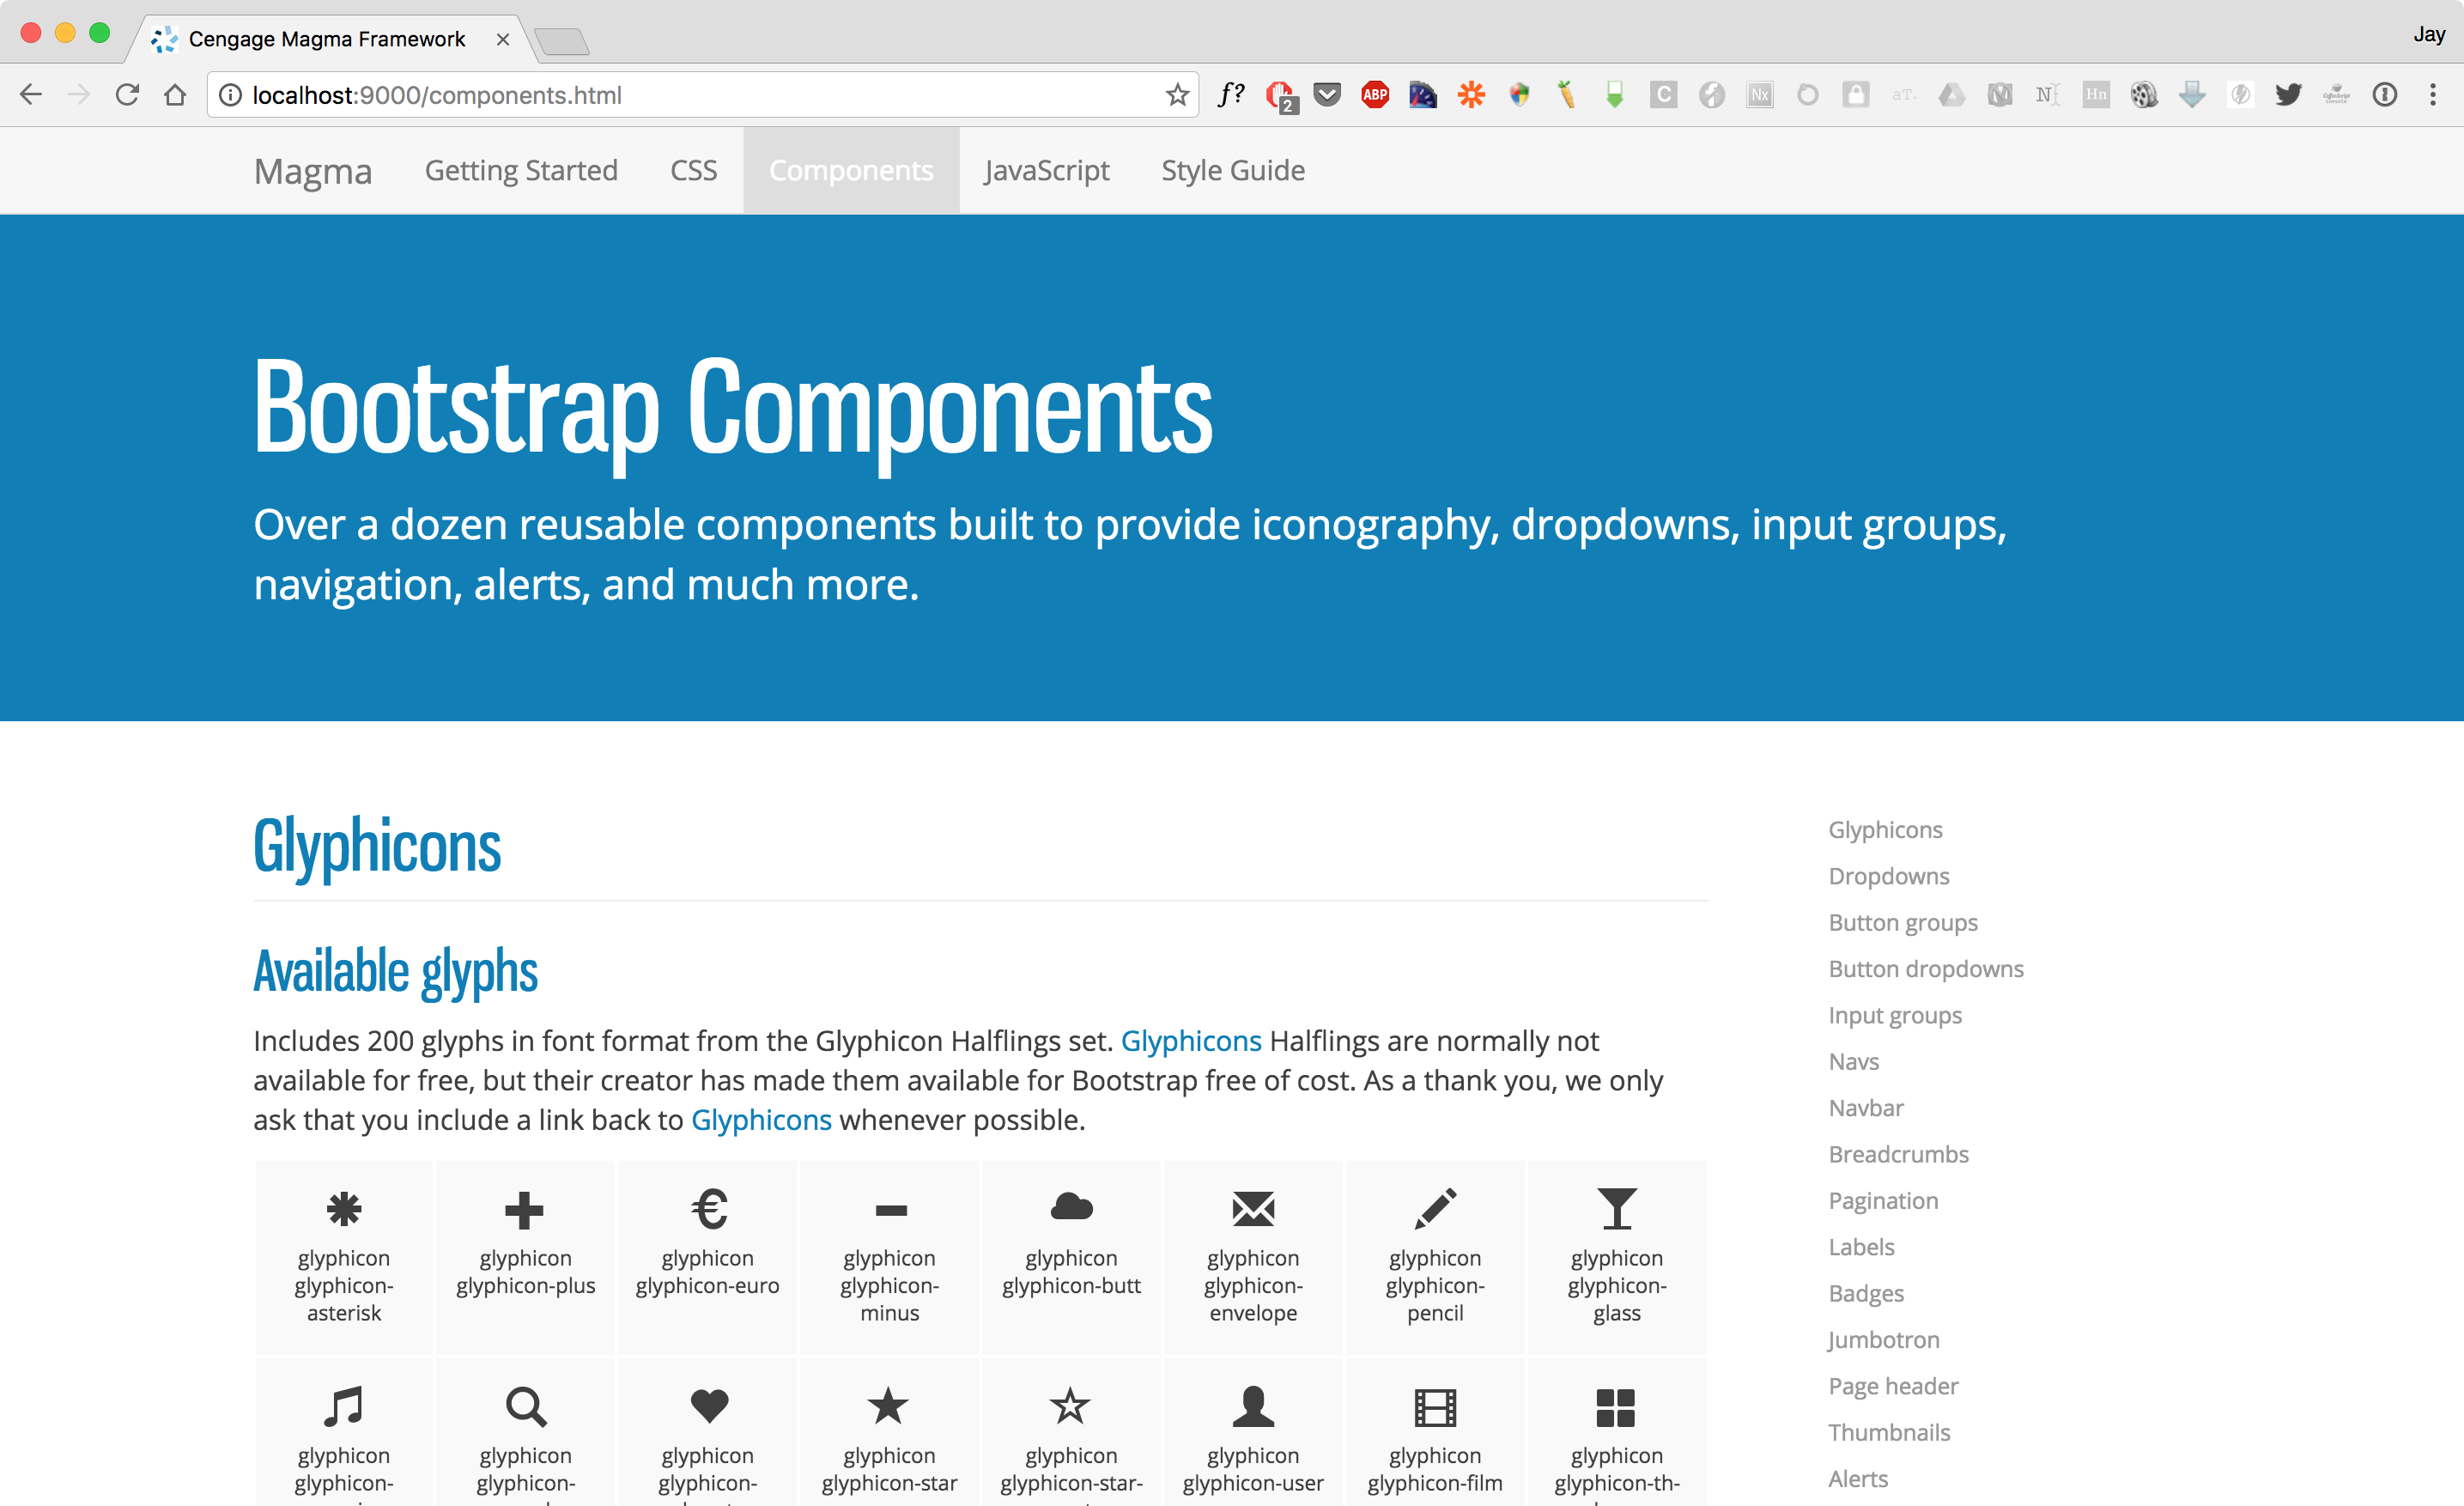 Cengage Magma Framework
Jay
localhost:9000/components.html
f?
2
ABP
C
Nx
aT.
N
Hn
Magma Getting Started CSS Components JavaScript Style Guide
Bootstrap Components
Over a dozen reusable components built to provide iconography, dropdowns, input groups,
navigation, alerts, and much more.
Glyphicons
Available glyphs
Includes 200 glyphs in font format from the Glyphicon Halflings set. Glyphicons Halflings are normally not
available for free, but their creator has made them available for Bootstrap free of cost. As a thank you, we only
ask that you include a link back to Glyphicons whenever possible.
glyphicon
glyphicon-
asterisk
glyphicon
glyphicon-plus
glyphicon
glyphicon-euro
glyphicon
glyphicon-
minus
glyphicon
glyphicon-butt
glyphicon
glyphicon-
envelope
glyphicon
glyphicon-
pencil
glyphicon
glyphicon-
glass
glyphicon
glyphicon-
glyphicon
glyphicon-
glyphicon
glyphicon-
glyphicon
glyphicon-star
glyphicon
glyphicon-star-
glyphicon
glyphicon-user
glyphicon
glyphicon-film
glyphicon
glyphicon-th-
Glyphicons
Dropdowns
Button groups
Button dropdowns
Input groups
Navs
Navbar
Breadcrumbs
Pagination
Labels
Badges
Jumbotron
Page header
Thumbnails
Alerts